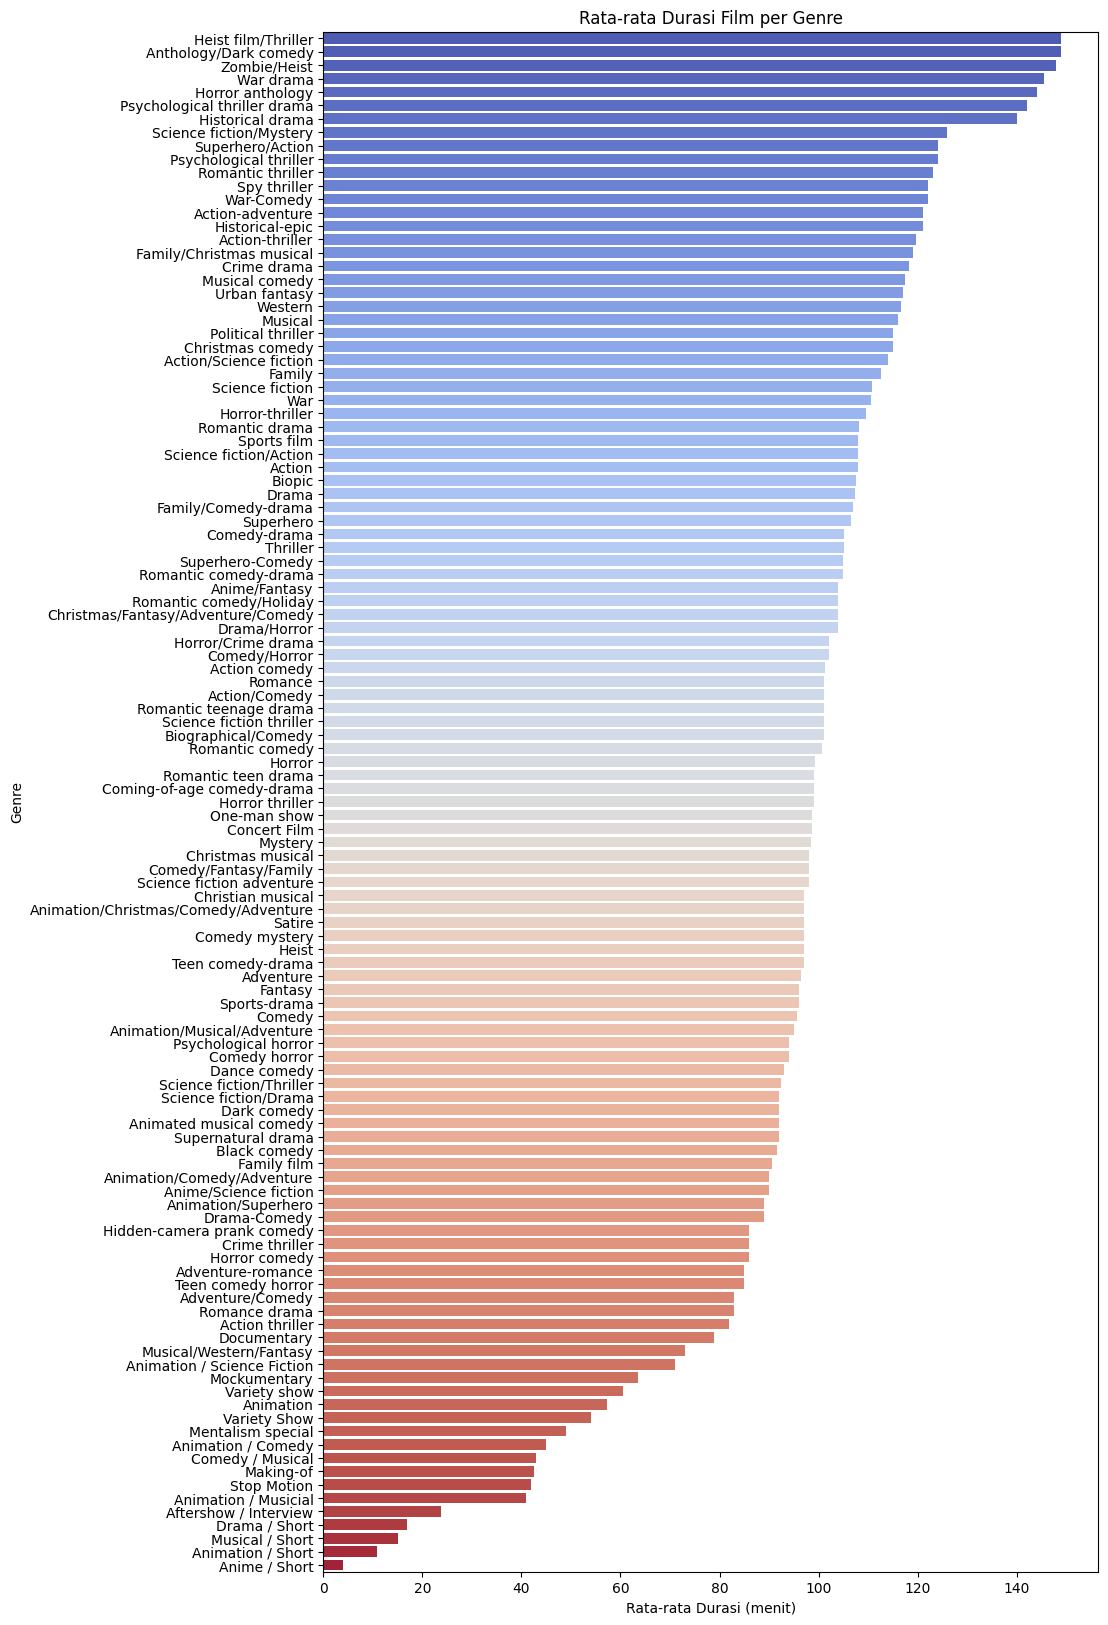 Rata-rata Durasi Film per Genre
Heist film/Thriller
Anthology/Dark comedy
Zombie/Heist
War drama
Horror anthology
Psychological thriller drama
Historical drama
Science fiction/Mystery
Superhero/Action
Psychological thriller
Romantic thriller
Spy thriller
War-Comedy
Action-adventure
Historical-epic
Action-thriller
Family/Christmas musical
Crime drama
Musical comedy
Urban fantasy
Western
Musical
Political thriller
Christmas comedy
Action/Science fiction
Family
Science fiction
War
Horror-thriller
Romantic drama
Sports film
Science fiction/Action
Action
Biopic
Drama
Family/Comedy-drama
Superhero
Comedy-drama
Thriller
Superhero-Comedy
Romantic comedy-drama
Anime/Fantasy
Romantic comedy/Holiday
Christmas/Fantasy/Adventure/Comedy
Drama/Horror
Horror/Crime drama
Comedy/Horror
Action comedy
Romance
Action/Comedy
Romantic teenage drama
Science fiction thriller
Biographical/Comedy
Romantic comedy
Horror
Romantic teen drama
Coming-of-age comedy-drama
Horror thriller
One-man show
Concert Film
Mystery
Christmas musical
Comedy/Fantasy/Family
Science fiction adventure
Christian musical
Animation/Christmas/Comedy/Adventure
Satire
Comedy mystery
Heist
Teen comedy-drama
Adventure
Fantasy
Sports-drama
Comedy
Animation/Musical/Adventure
Psychological horror
Comedy horror
Dance comedy
Science fiction/Thriller
Science fiction/Drama
Dark comedy
Animated musical comedy
Supernatural drama
Black comedy
Family film
Animation/Comedy/Adventure
Anime/Science fiction
Animation/Superhero
Drama-Comedy
Hidden-camera prank comedy
Crime thriller
Horror comedy
Adventure-romance
Teen comedy horror
Adventure/Comedy
Romance drama
Action thriller
Documentary
Musical/Western/Fantasy
Animation / Science Fiction
Mockumentary
Variety show
Animation
Variety Show
Mentalism special
Animation / Comedy
Comedy / Musical
Making-of
Stop Motion
Animation / Musicial
Aftershow / Interview
Drama / Short
Musical / Short
Animation / Short
Anime / Short
Genre
0 20 40 60 80 100 120 140
Rata-rata Durasi (menit)